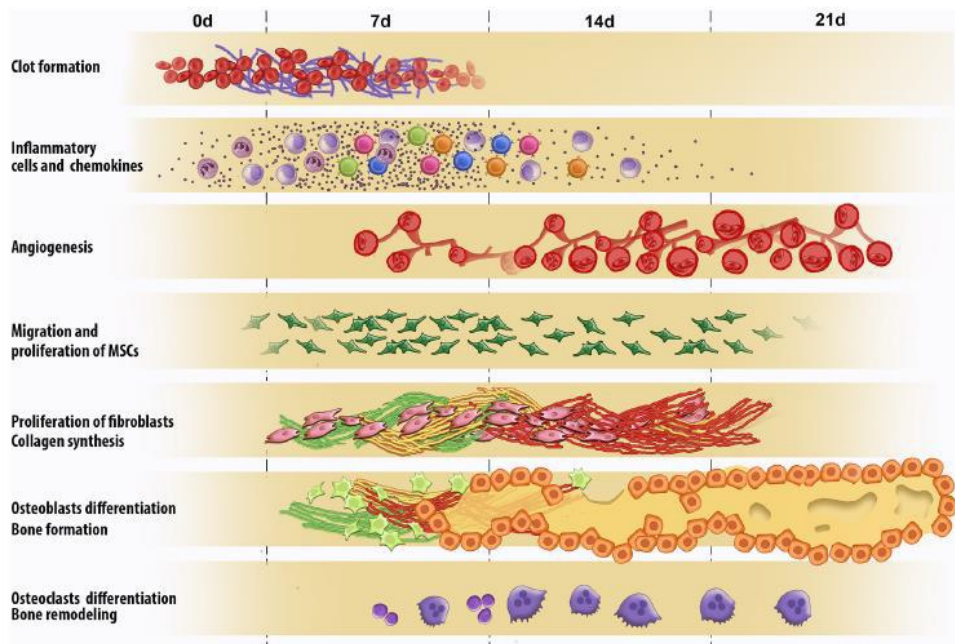 0d 7d 14d 21d
Clot formation
Inflammatory
cells and chemokines
Angiogenesis
Migration and
proliferation of MSCs
Proliferation of fibroblasts
Collagen synthesis
Osteoblasts differentiation
Bone formation
Osteoclasts differentiation
Bone remodeling